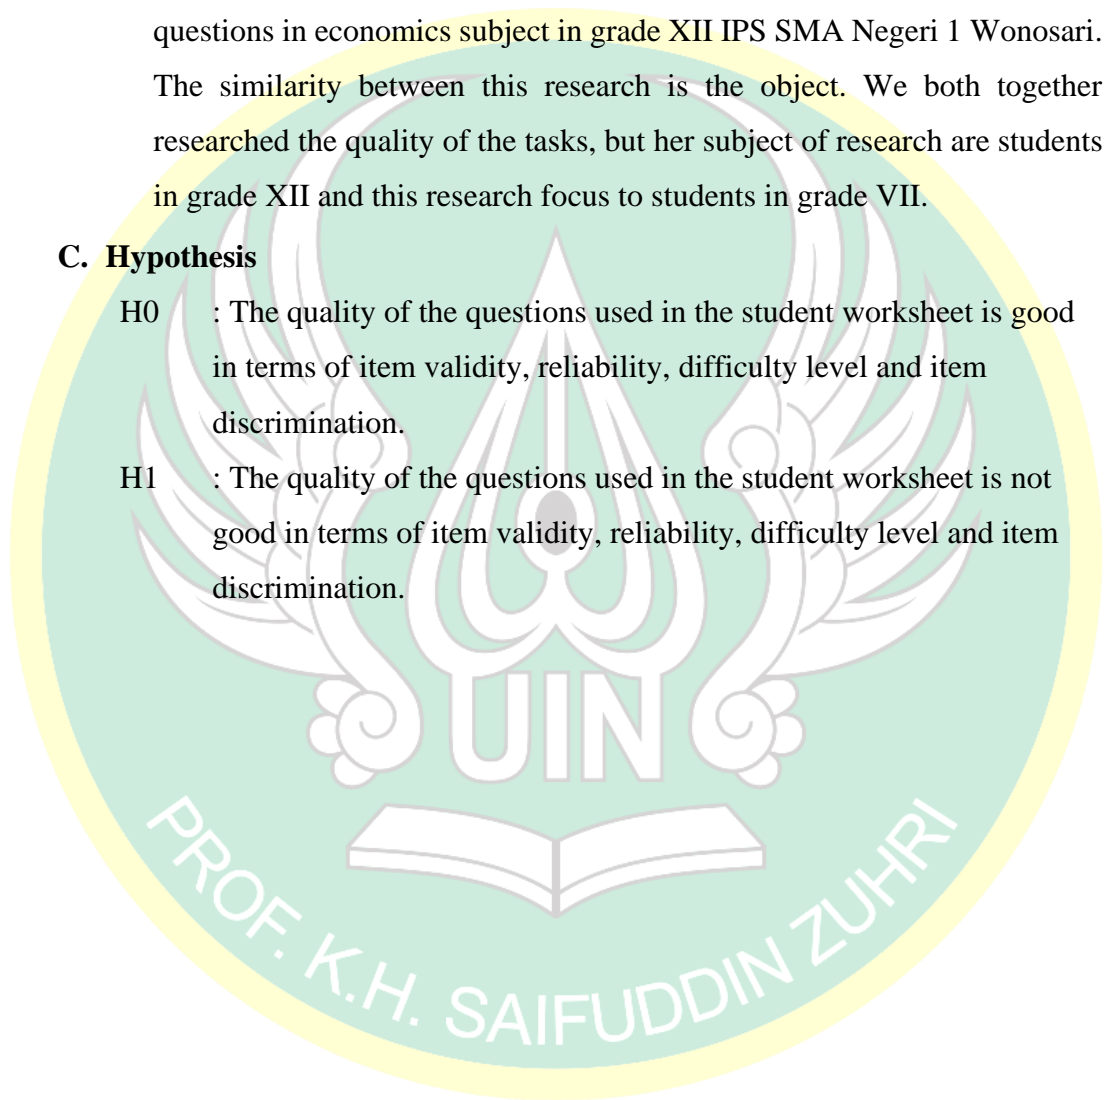 questions in economics subject in grade XII IPS SMA Negeri 1 Wonosari.
The similarity between this research is the object. We both together
researched the quality of the tasks, but her subject of research are students
in grade XII and this research focus to students in grade VII.
C. Hypothesis
H0 : The quality of the questions used in the student worksheet is good
in terms of item validity, reliability, difficulty level and item
discrimination.
H1 : The quality of the questions used in the student worksheet is not
good in terms of item validity, reliability, difficulty level and item
discrimination.
UIN
PROF. K.H. SAIFUDDIN ZUHRI